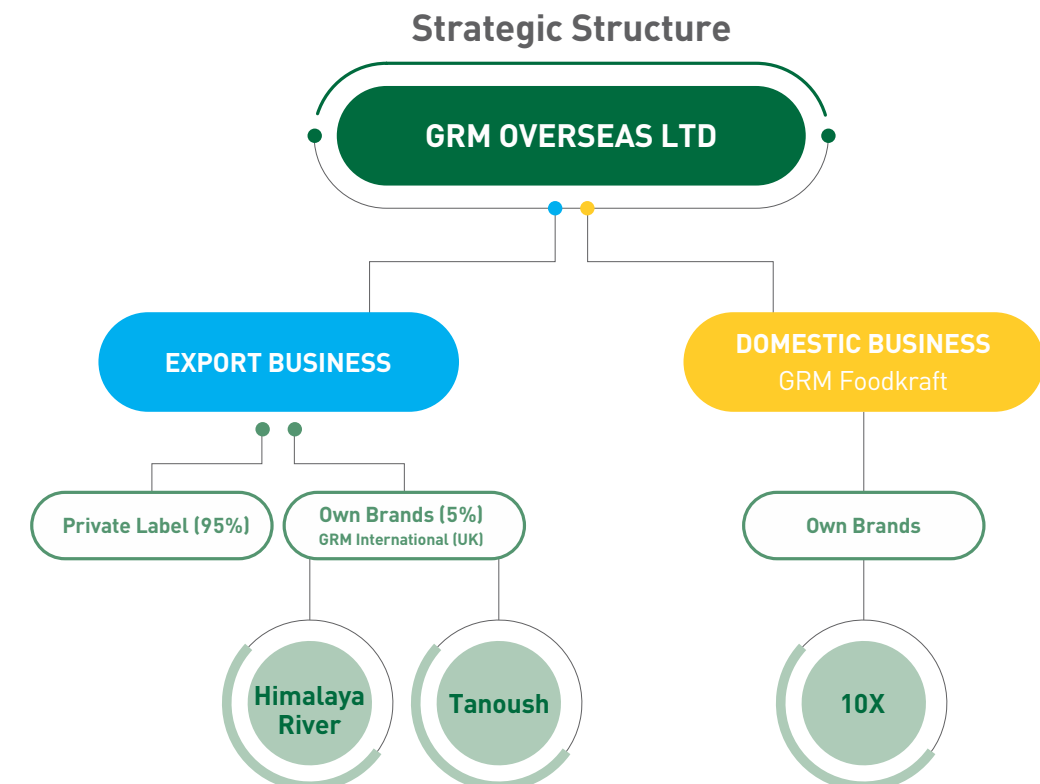 Strategic Structure
GRM OVERSEAS LTD
EXPORT BUSINESS
DOMESTIC BUSINESS
GRM Foodkraft
Private Label (95%)
Own Brands (5%)
GRM International (UK)
Own Brands
Himalaya
River
Tanoush
10X